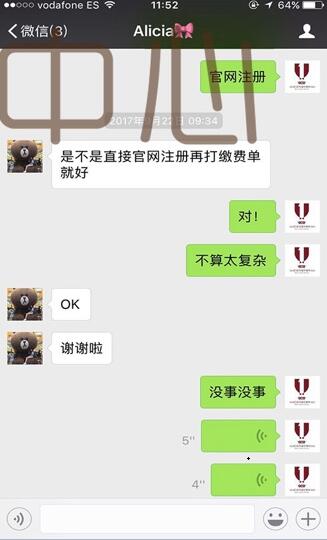 vodafone ES 11:52 64%
微信(3) Alicia
中心
官网注册
2017年9月22日 09:34
是不是直接官网注册再打缴费单
就好
对!
不算太复杂
OK
谢谢啦
没事没事
5"
4"